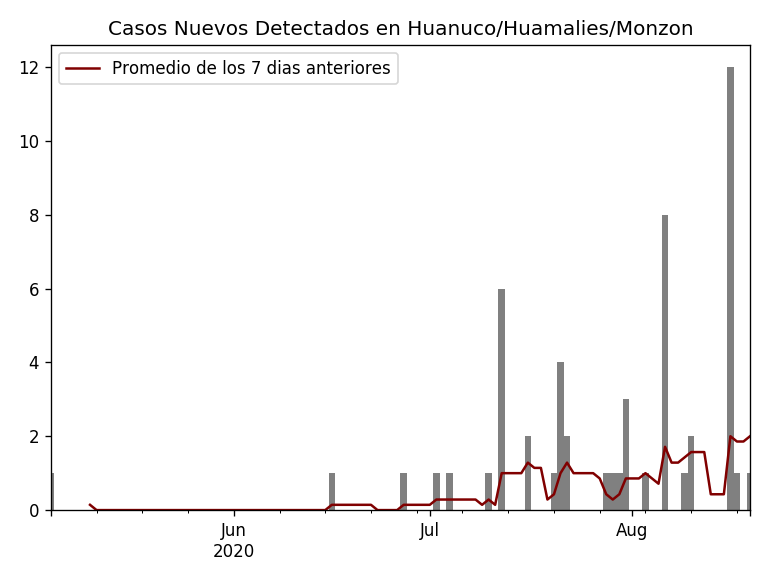 Casos Nuevos Detectados en Huanuco/Huamalies/Monzon
Promedio de los 7 dias anteriores
12
10
8
6
4
2
0
Jun
2020
Jul
Aug